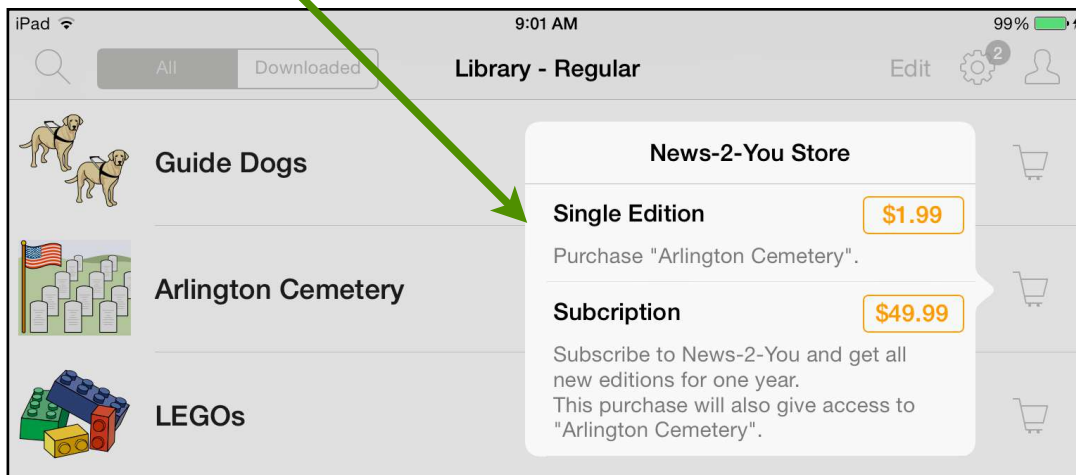 iPad 9:01 AM 99%
All Downloaded Library - Regular Edit 2
Guide Dogs
News-2-You Store
Single Edition $1.99
Purchase "Arlington Cemetery".
Arlington Cemetery
Subcription $49.99
Subscribe to News-2-You and get all
new editions for one year.
This purchase will also give access to
"Arlington Cemetery".
LEGOs